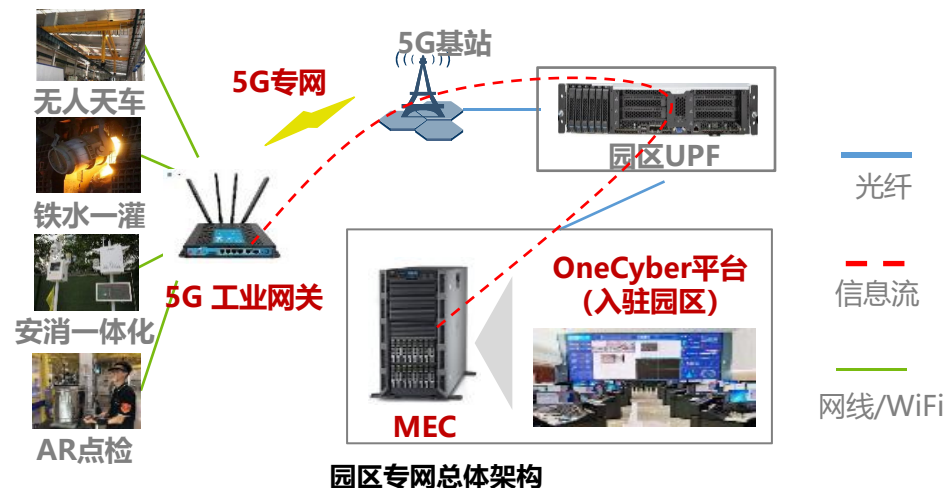 5G基站
5G专网
无人天车
园区UPF
光纤
铁水一灌
OneCyber平台
（入驻园区）
5G 工业网关
信息流
安消一体化
网线/WiFi
MEC
AR点检
园区专网总体架构